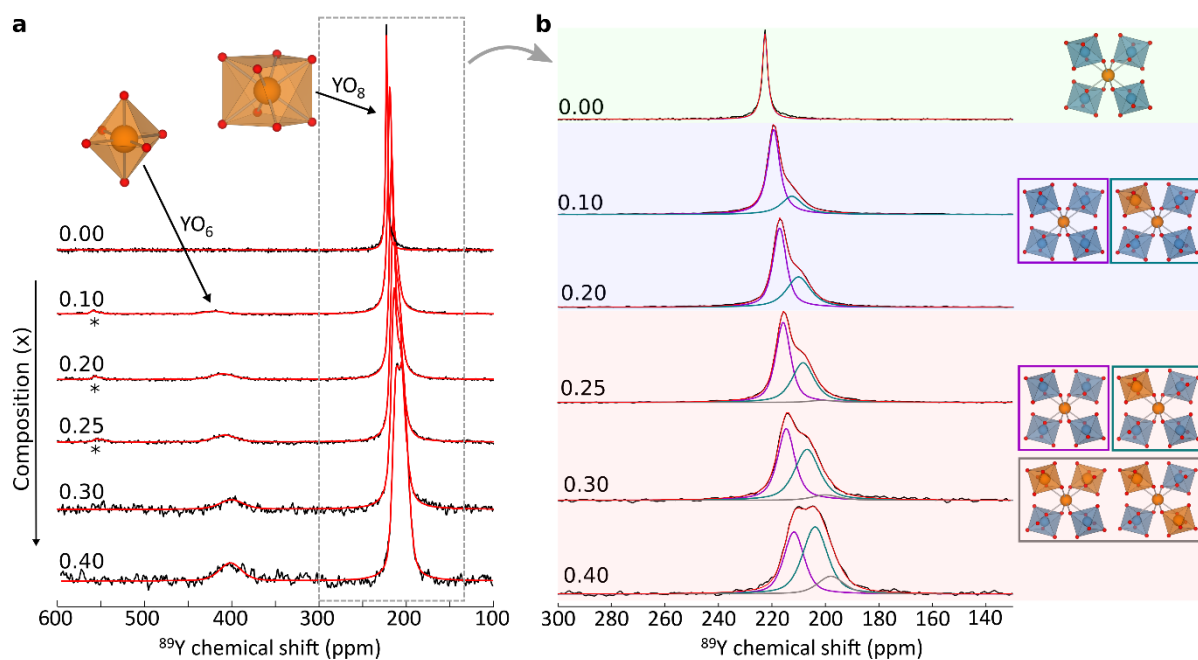 a
YO₈
YO₆
0.00
0.10
*
0.20
*
0.25
*
0.30
0.40
Composition (x)
600 500 400 300 200 100
⁸⁹Y chemical shift (ppm)
b
0.00
0.10
0.20
0.25
0.30
0.40
300 280 260 240 220 200 180 160 140 130
⁸⁹Y chemical shift (ppm)